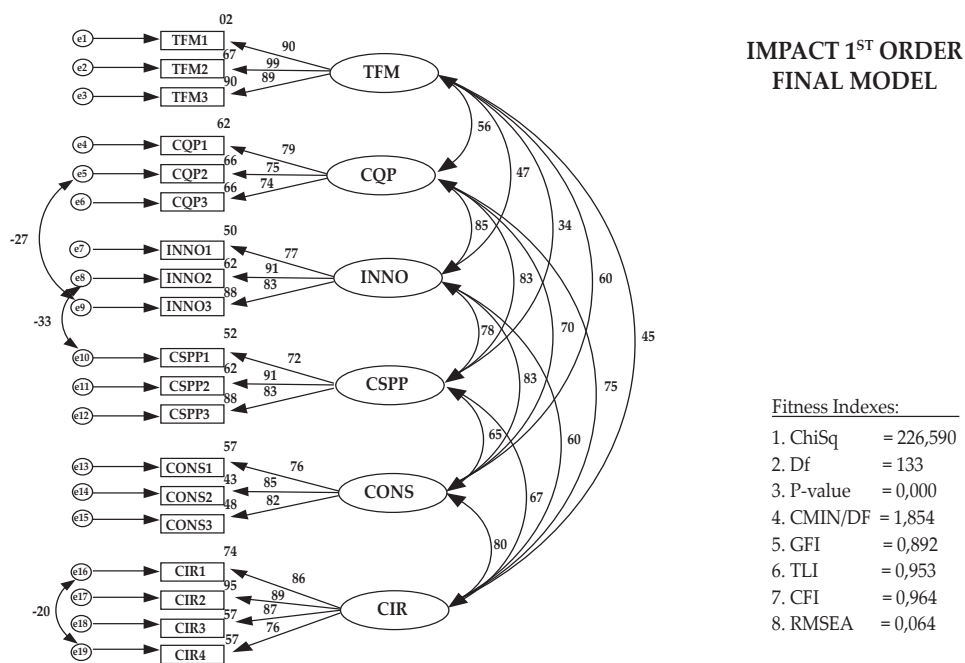 IMPACT 1ST ORDER
FINAL MODEL
02
e1 TFM1 90
67
e2 TFM2 99 TFM
90
e3 TFM3 89
56
62
e4 CQP1 79
47
66
e5 CQP2 75 CQP
66
e6 CQP3 74
34
85
50
-27
e7 INNO1 77
62
e8 INNO2 91 INNO 83 60
88
e9 INNO3 83
-33
70
78
45
52
e10 CSPP1 72
62
83
e11 CSPP2 91 CSPP 75
88
e12 CSPP3 83
60
65
57
e13 CONS1 76
43
67
e14 CONS2 85 CONS
48
e15 CONS3 82
80
74
e16 CIR1 86
95
e17 CIR2 89
-20
57
e18 CIR3 87 CIR
57
e19 CIR4 76
Fitness Indexes:
1. ChiSq = 226,590
2. Df = 133
3. P-value = 0,000
4. CMIN/DF = 1,854
5. GFI = 0,892
6. TLI = 0,953
7. CFI = 0,964
8. RMSEA = 0,064